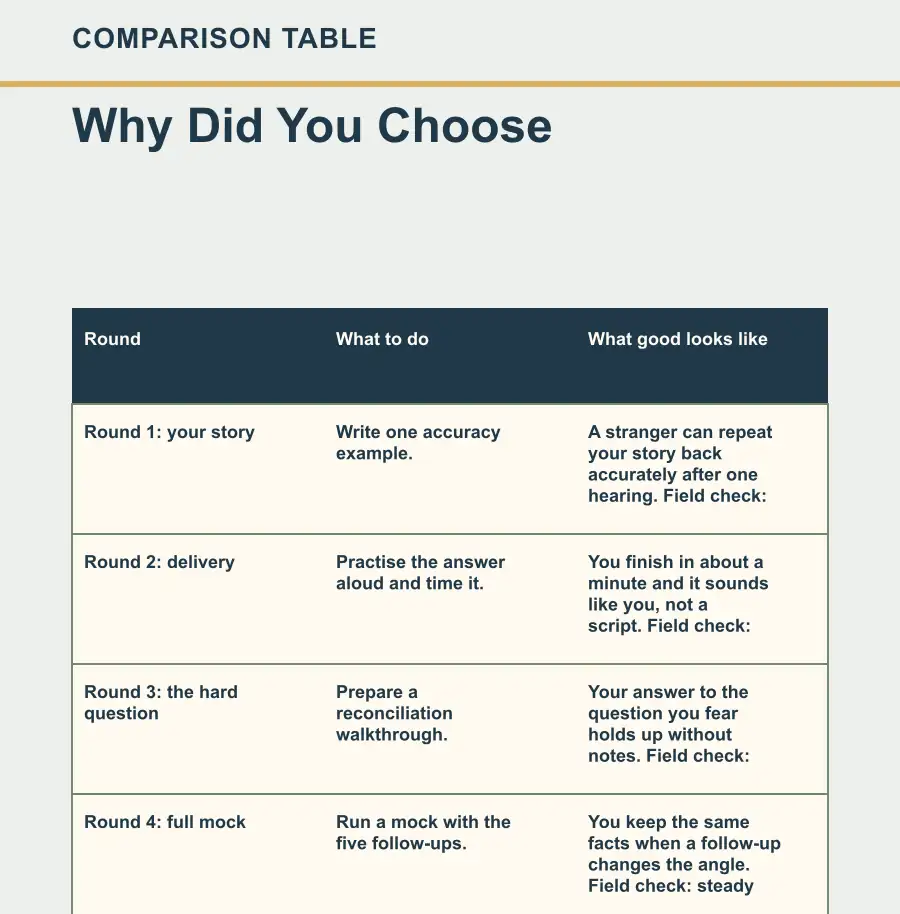 COMPARISON TABLE
Why Did You Choose
Round
What to do
What good looks like
Round 1: your story
Write one accuracy
example.
A stranger can repeat
your story back
accurately after one
hearing. Field check:
Round 2: delivery
Practise the answer
aloud and time it.
You finish in about a
minute and it sounds
like you, not a
script. Field check:
Round 3: the hard
question
Prepare a
reconciliation
walkthrough.
Your answer to the
question you fear
holds up without
notes. Field check:
Round 4: full mock
Run a mock with the
five follow-ups.
You keep the same
facts when a follow-up
changes the angle.
Field check: steady